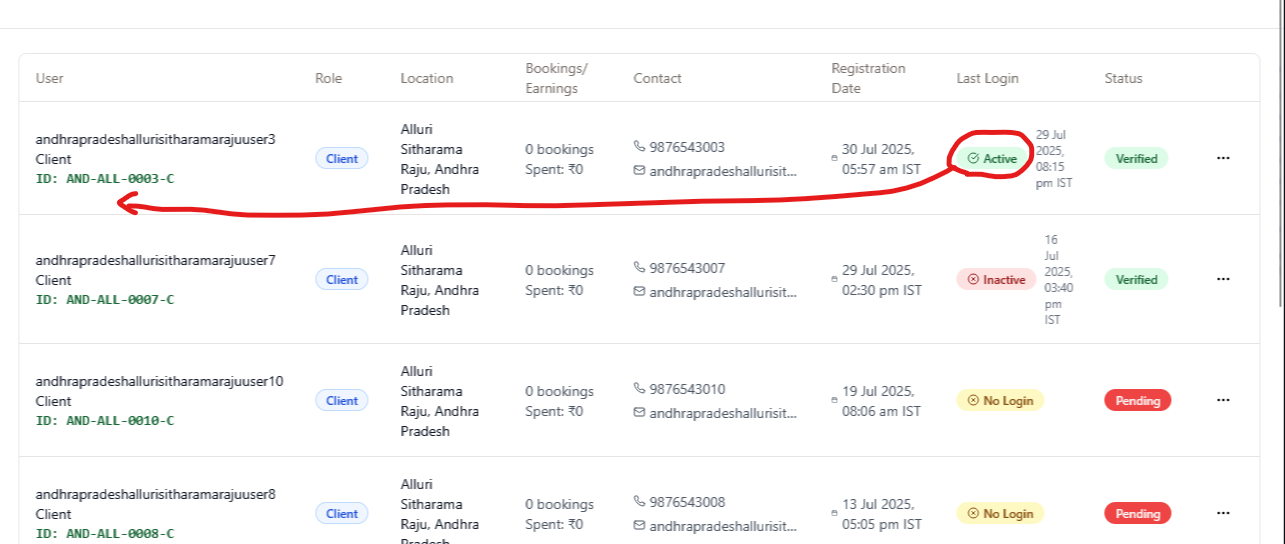 User Role Location Bookings/ Earnings Contact Registration Date Last Login Status
andhrapradeshallurisitharamarajuuser3
Client
ID: AND-ALL-0003-C
Client
Alluri
Sitharama
Raju, Andhra
Pradesh
0 bookings
Spent: ₹0
9876543003
andhrapradeshallurisit...
30 Jul 2025,
05:57 am IST
Active
29 Jul
2025,
08:15
pm IST
Verified
...
andhrapradeshallurisitharamarajuuser7
Client
ID: AND-ALL-0007-C
Client
Alluri
Sitharama
Raju, Andhra
Pradesh
0 bookings
Spent: ₹0
9876543007
andhrapradeshallurisit...
29 Jul 2025,
02:30 pm IST
Inactive
16
Jul
2025,
03:40
pm
IST
Verified
...
andhrapradeshallurisitharamarajuuser10
Client
ID: AND-ALL-0010-C
Client
Alluri
Sitharama
Raju, Andhra
Pradesh
0 bookings
Spent: ₹0
9876543010
andhrapradeshallurisit...
19 Jul 2025,
08:06 am IST
No Login
Pending
...
andhrapradeshallurisitharamarajuuser8
Client
ID: AND-ALL-0008-C
Client
Alluri
Sitharama
Raju, Andhra
Pradesh
0 bookings
Spent: ₹0
9876543008
andhrapradeshallurisit...
13 Jul 2025,
05:05 pm IST
No Login
Pending
...